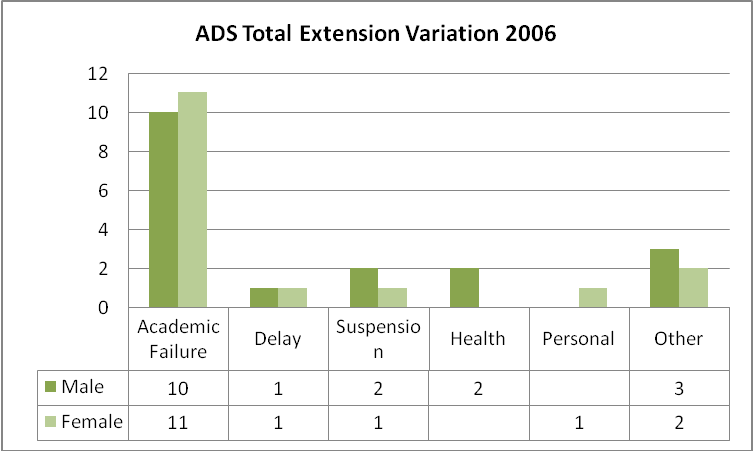 ADS Total Extension Variation 2006
12
10
8
6
4
2
0
Academic
Failure
Delay
Suspensio
n
Health
Personal
Other
Male 10 1 2 2 3
Female 11 1 1 1 2